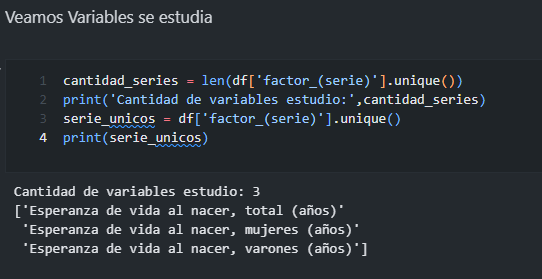 Veamos Variables se estudia
1 cantidad_series = len(df['factor_(serie)'].unique())
2 print('Cantidad de variables estudio:',cantidad_series)
3 serie_unicos = df['factor_(serie)'].unique()
4 print(serie_unicos)
Cantidad de variables estudio: 3
['Esperanza de vida al nacer, total (años)'
 'Esperanza de vida al nacer, mujeres (años)'
 'Esperanza de vida al nacer, varones (años)']